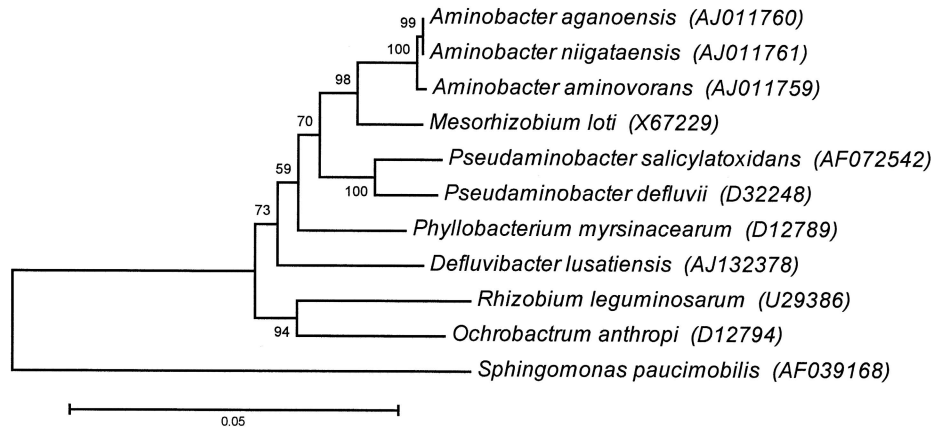 99
Aminobacter aganoensis (AJ011760)
100
Aminobacter niigataensis (AJ011761)
98
Aminobacter aminovorans (AJ011759)
70
Mesorhizobium loti (X67229)
Pseudaminobacter salicylatoxidans (AF072542)
59
100
Pseudaminobacter defluvii (D32248)
73
Phyllobacterium myrsinacearum (D12789)
Defluvibacter lusatiensis (AJ132378)
Rhizobium leguminosarum (U29386)
94
Ochrobactrum anthropi (D12794)
Sphingomonas paucimobilis (AF039168)
0.05